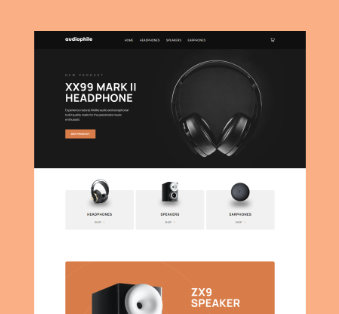 audiophile
HOME HEADPHONES SPEAKERS EARPHONES
NEW PRODUCT
XX99 MARK II
HEADPHONE
Experience natural, lifelike audio and exceptional
build quality made for the passionate music
enthusiast.
SEE PRODUCT
HEADPHONES SPEAKERS EARPHONES
SHOP SHOP SHOP
ZX9
SPEAKER